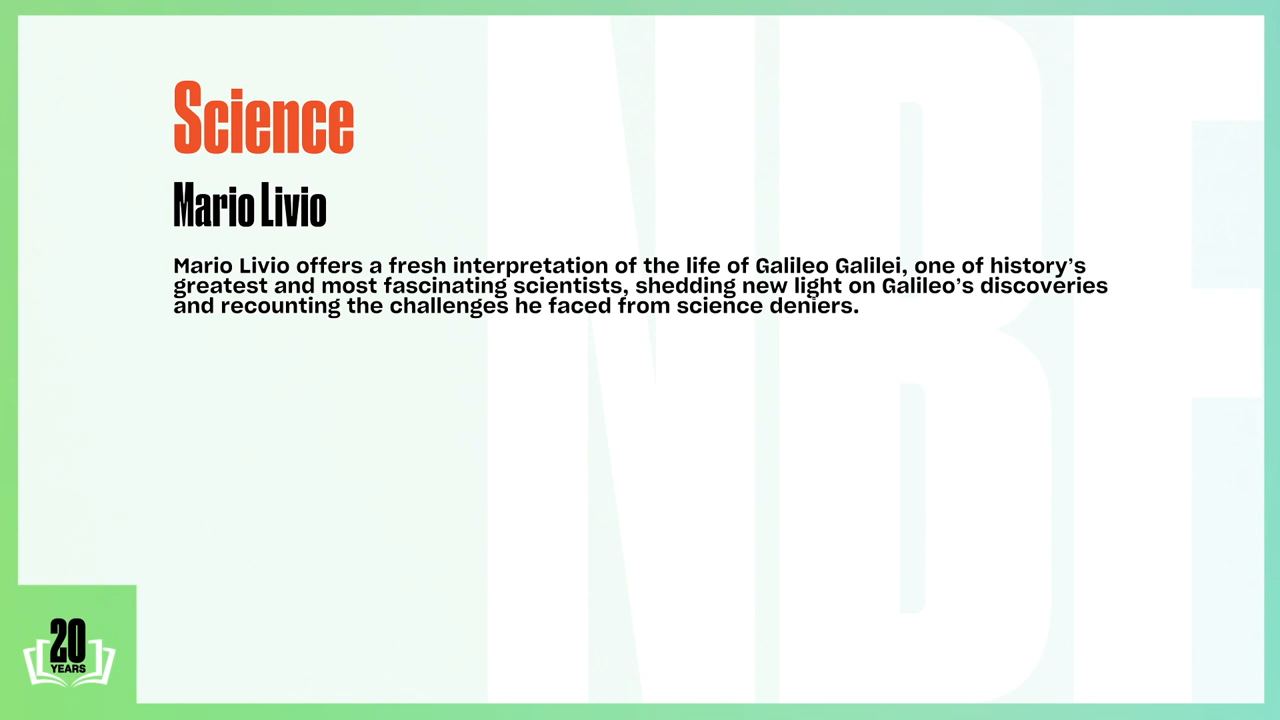 Science
Mario Livio
Mario Livio offers a fresh interpretation of the life of Galileo Galilei, one of history’s
greatest and most fascinating scientists, shedding new light on Galileo’s discoveries
and recounting the challenges he faced from science deniers.
NBF
20
YEARS